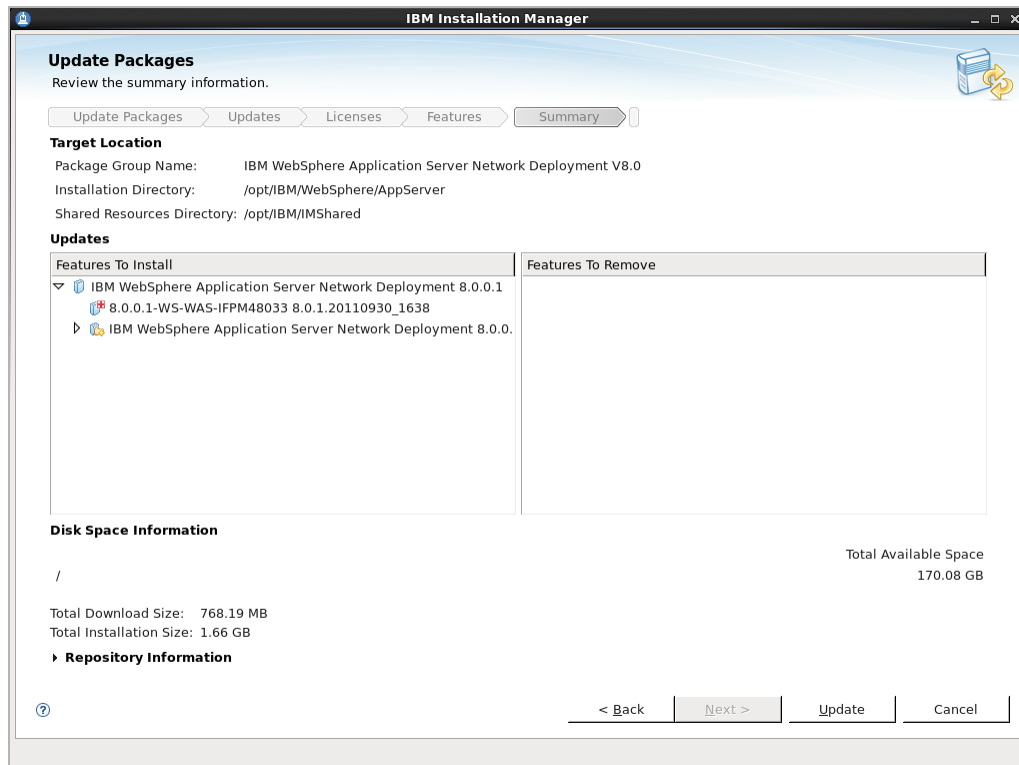 IBM Installation Manager
Update Packages
Review the summary information.
Update Packages Updates Licenses Features Summary
Target Location
Package Group Name: IBM WebSphere Application Server Network Deployment V8.0
Installation Directory: /opt/IBM/WebSphere/AppServer
Shared Resources Directory: /opt/IBM/IMShared
Updates
Features To Install Features To Remove
IBM WebSphere Application Server Network Deployment 8.0.0.1
8.0.0.1-WS-WAS-IFPM48033 8.0.1.20110930_1638
IBM WebSphere Application Server Network Deployment 8.0.0.
Disk Space Information
Total Available Space
/ 170.08 GB
Total Download Size: 768.19 MB
Total Installation Size: 1.66 GB
Repository Information
? < Back Next > Update Cancel